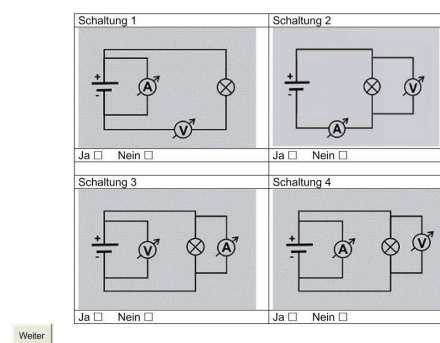 Schaltung 1 Schaltung 2
+ A - V
+ V - A
Ja □ Nein □ Ja □ Nein □
Schaltung 3 Schaltung 4
+ V A -
+ A V -
Ja □ Nein □ Ja □ Nein □
Weiter